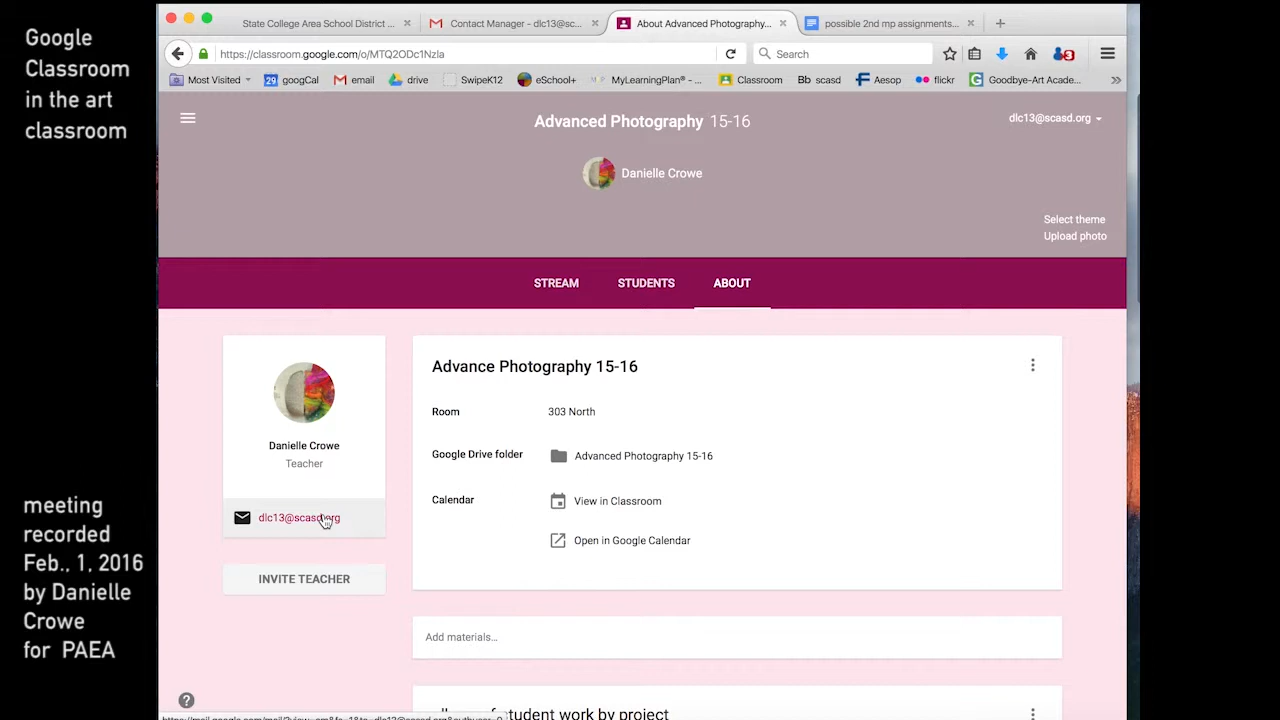 Google
Classroom
in the art
classroom
meeting
recorded
Feb., 1, 2016
by Danielle
Crowe
for PAEA
State College Area School District ...
Contact Manager - dlc13@sc...
About Advanced Photography...
possible 2nd mp assignments...
https://classroom.google.com/o/MTQ2ODc1Nzla
Search
3
Most Visited
29 googCal
email
drive
SwipeK12
eSchool+
MyLearningPlan® -...
Classroom
Bb scasd
Aesop
flickr
Goodbye-Art Acade...
Advanced Photography 15-16
dlc13@scasd.org
Danielle Crowe
Select theme
Upload photo
STREAM STUDENTS ABOUT
Danielle Crowe
Teacher
dlc13@scasd.org
INVITE TEACHER
Advance Photography 15-16
Room 303 North
Google Drive folder Advanced Photography 15-16
Calendar View in Classroom
Open in Google Calendar
Add materials...
student work by project